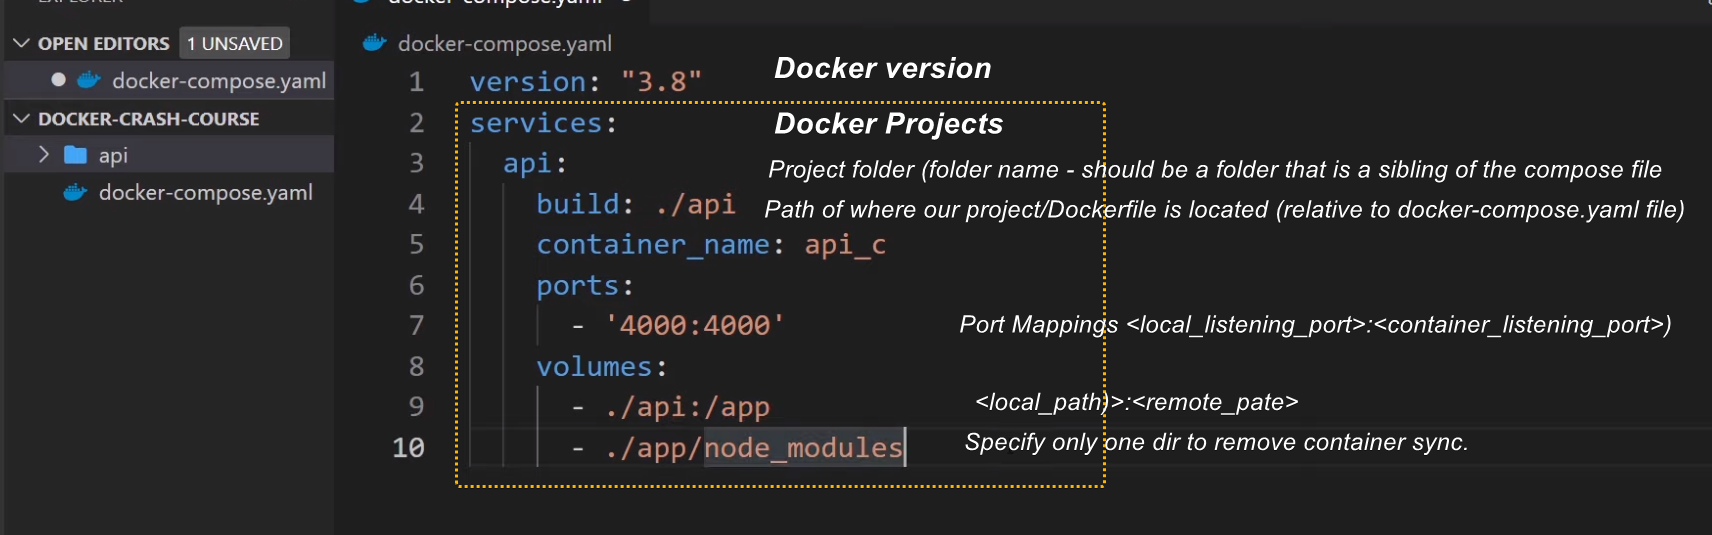 EXPLORER
docker-compose.yaml
OPEN EDITORS 1 UNSAVED
docker-compose.yaml
DOCKER-CRASH-COURSE
api
docker-compose.yaml
docker-compose.yaml
1 version: "3.8" Docker version
2 services: Docker Projects
3 api: Project folder (folder name - should be a folder that is a sibling of the compose file
4 build: ./api Path of where our project/Dockerfile is located (relative to docker-compose.yaml file)
5 container_name: api_c
6 ports:
7 - '4000:4000' Port Mappings <local_listening_port>:<container_listening_port>)
8 volumes:
9 - ./api:/app <local_path)>:<remote_pate>
10 - ./app/node_modules Specify only one dir to remove container sync.